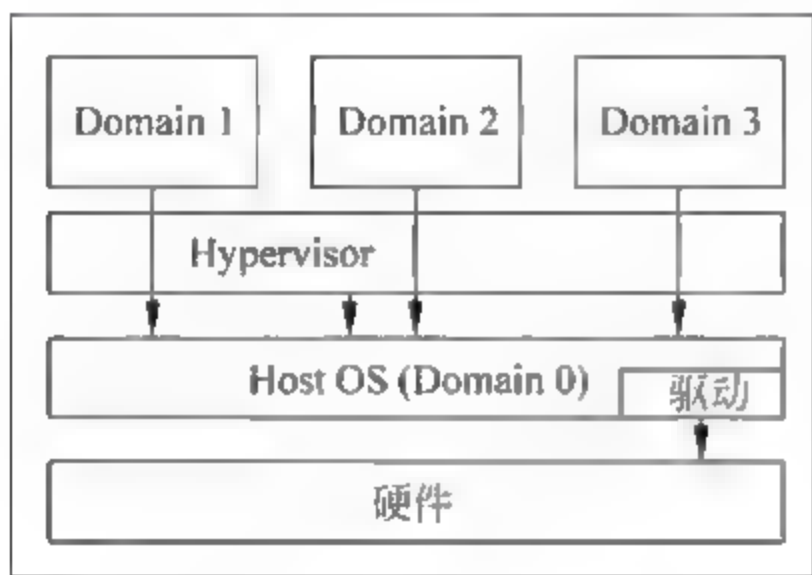 Domain 1 Domain 2 Domain 3
Hypervisor
Host OS (Domain 0)
驱动
硬件